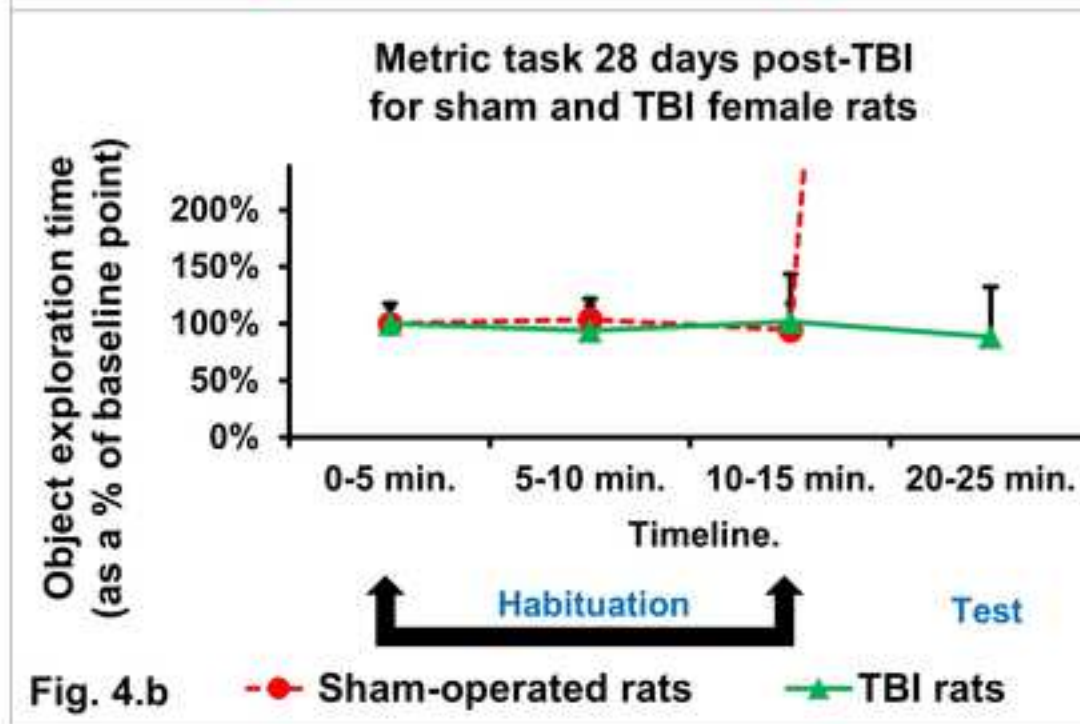 Metric task 28 days post-TBI
for sham and TBI female rats
Object exploration time
(as a % of baseline point)
200%
150%
100%
50%
0%
0-5 min. 5-10 min. 10-15 min. 20-25 min.
Timeline.
Habituation Test
Fig. 4.b Sham-operated rats TBI rats